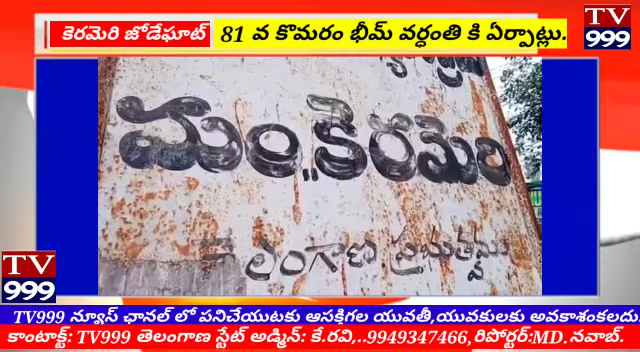 కెరమెరి జోడేఘాట్ 81 వ కొమరం భీమ్ వర్ధంతి కి ఏర్పాట్లు.
TV
999
మం..కెరమెరి
తెలంగాణ ప్రభుత్వము
TV
999
TV999 న్యూస్ ఛానల్ లో పనిచేయుటకు ఆసక్తిగల యువతీ,యువకులకు అవకాశంకలదు.
కాంటాక్ట్: TV999 తెలంగాణ స్టేట్ అడ్మిన్: కే.రవి,..9949347466,రిపోర్టర్:MD.నవాబ్.